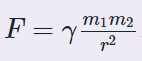 F = γ m₁m₂ / r²